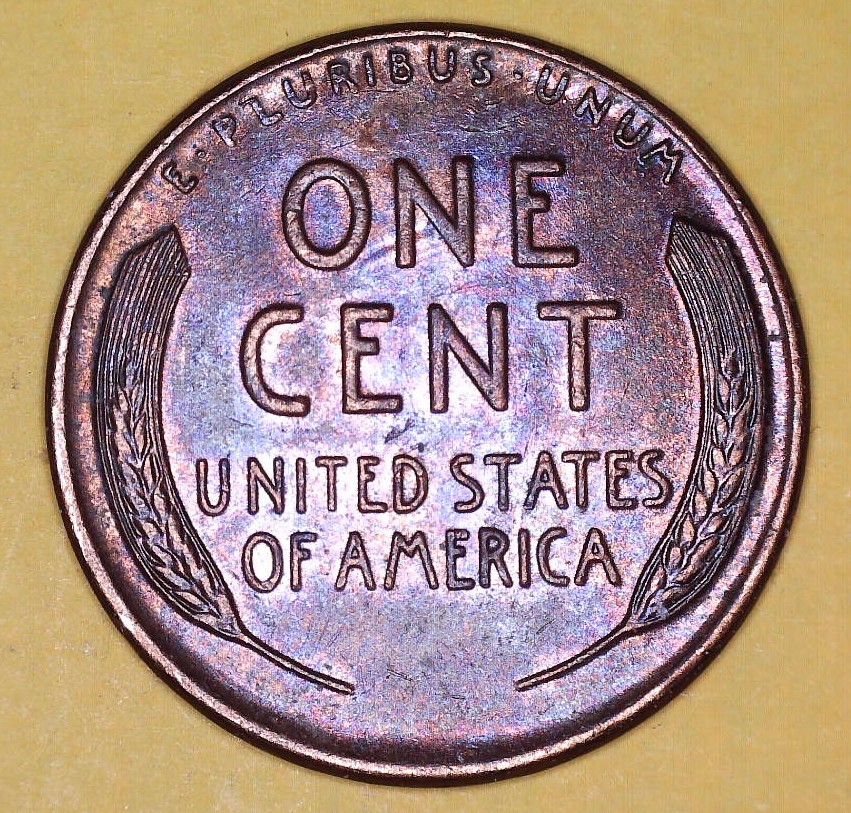 E · PLURIBUS · UNUM
ONE
CENT
UNITED STATES
OF AMERICA